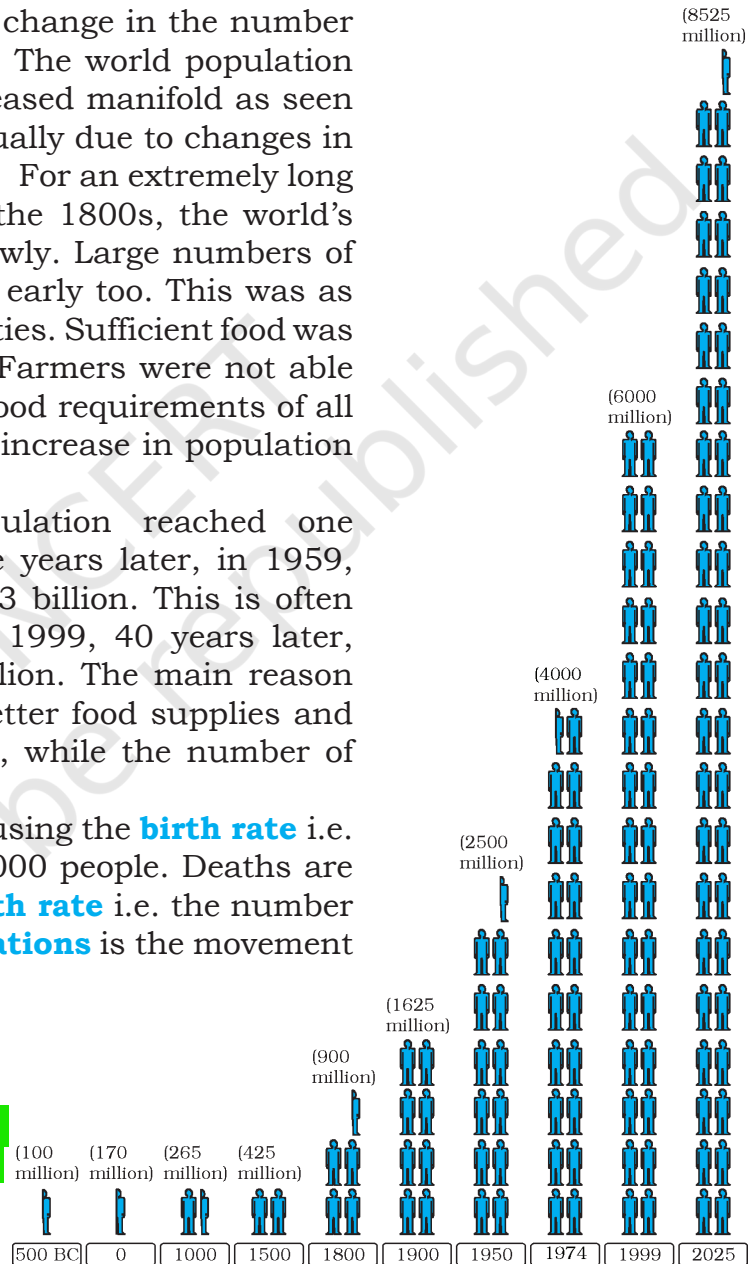 change in the number
The world population
eased manifold as seen
ually due to changes in
For an extremely long
the 1800s, the world's
wly. Large numbers of
early too. This was as
ties. Sufficient food was
Farmers were not able
ood requirements of all
increase in population
ulation reached one
e years later, in 1959,
3 billion. This is often
1999, 40 years later,
lion. The main reason
etter food supplies and
, while the number of
using the birth rate i.e.
000 people. Deaths are
th rate i.e. the number
ations is the movement
(100 million)
(170 million)
(265 million)
(425 million)
(900 million)
(1625 million)
(2500 million)
(4000 million)
(6000 million)
(8525 million)
500 BC 0 1000 1500 1800 1900 1950 1974 1999 2025
NCERT
be republished